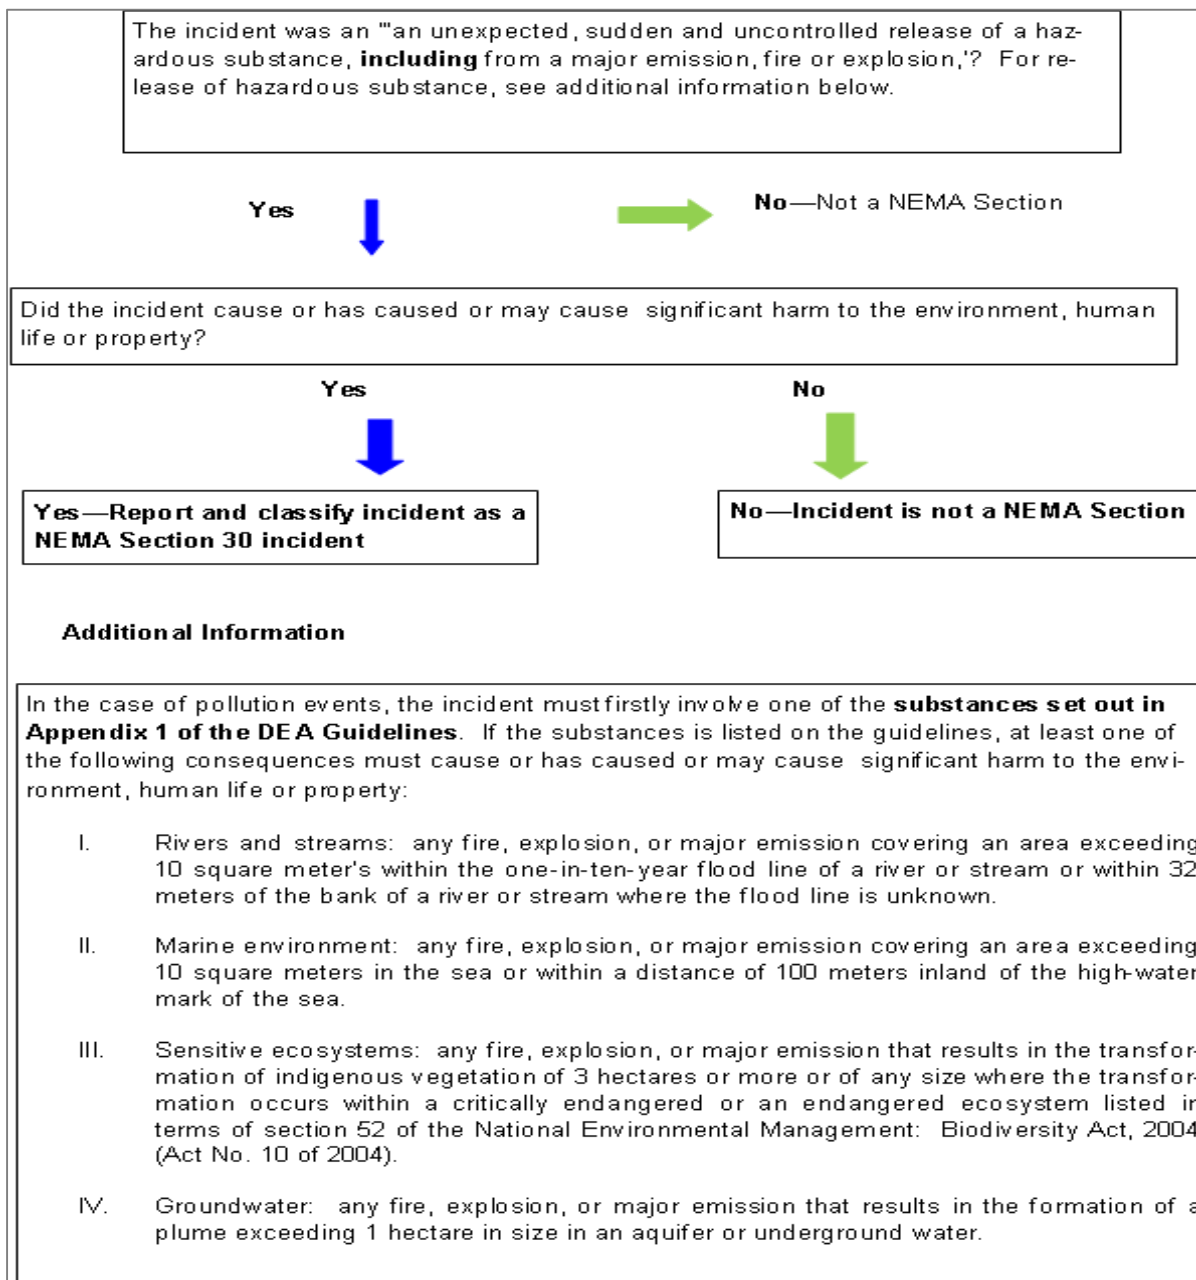 The incident was an "'an unexpected, sudden and uncontrolled release of a haz-
ardous substance, including from a major emission, fire or explosion,'? For re-
lease of hazardous substance, see additional information below.
Yes
No—Not a NEMA Section
Did the incident cause or has caused or may cause significant harm to the environment, human
life or property?
Yes
No
Yes—Report and classify incident as a
NEMA Section 30 incident
No—Incident is not a NEMA Section
Additional Information
In the case of pollution events, the incident must firstly involve one of the substances set out in
Appendix 1 of the DEA Guidelines. If the substances is listed on the guidelines, at least one of
the following consequences must cause or has caused or may cause significant harm to the envi-
ronment, human life or property:
I. Rivers and streams: any fire, explosion, or major emission covering an area exceeding
10 square meter's within the one-in-ten-year flood line of a river or stream or within 32
meters of the bank of a river or stream where the flood line is unknown.
II. Marine environment: any fire, explosion, or major emission covering an area exceeding
10 square meters in the sea or within a distance of 100 meters inland of the high-water
mark of the sea.
III. Sensitive ecosystems: any fire, explosion, or major emission that results in the transfor-
mation of indigenous vegetation of 3 hectares or more or of any size where the transfor-
mation occurs within a critically endangered or an endangered ecosystem listed in
terms of section 52 of the National Environmental Management: Biodiversity Act, 2004
(Act No. 10 of 2004).
IV. Groundwater: any fire, explosion, or major emission that results in the formation of a
plume exceeding 1 hectare in size in an aquifer or underground water.